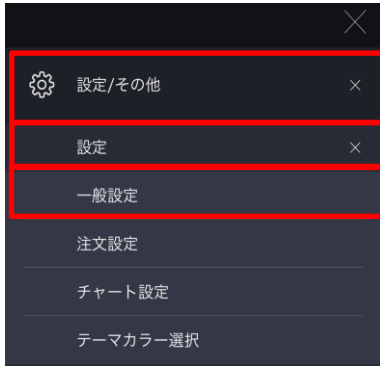 設定/その他
設定
一般設定
注文設定
チャート設定
テーマカラー選択